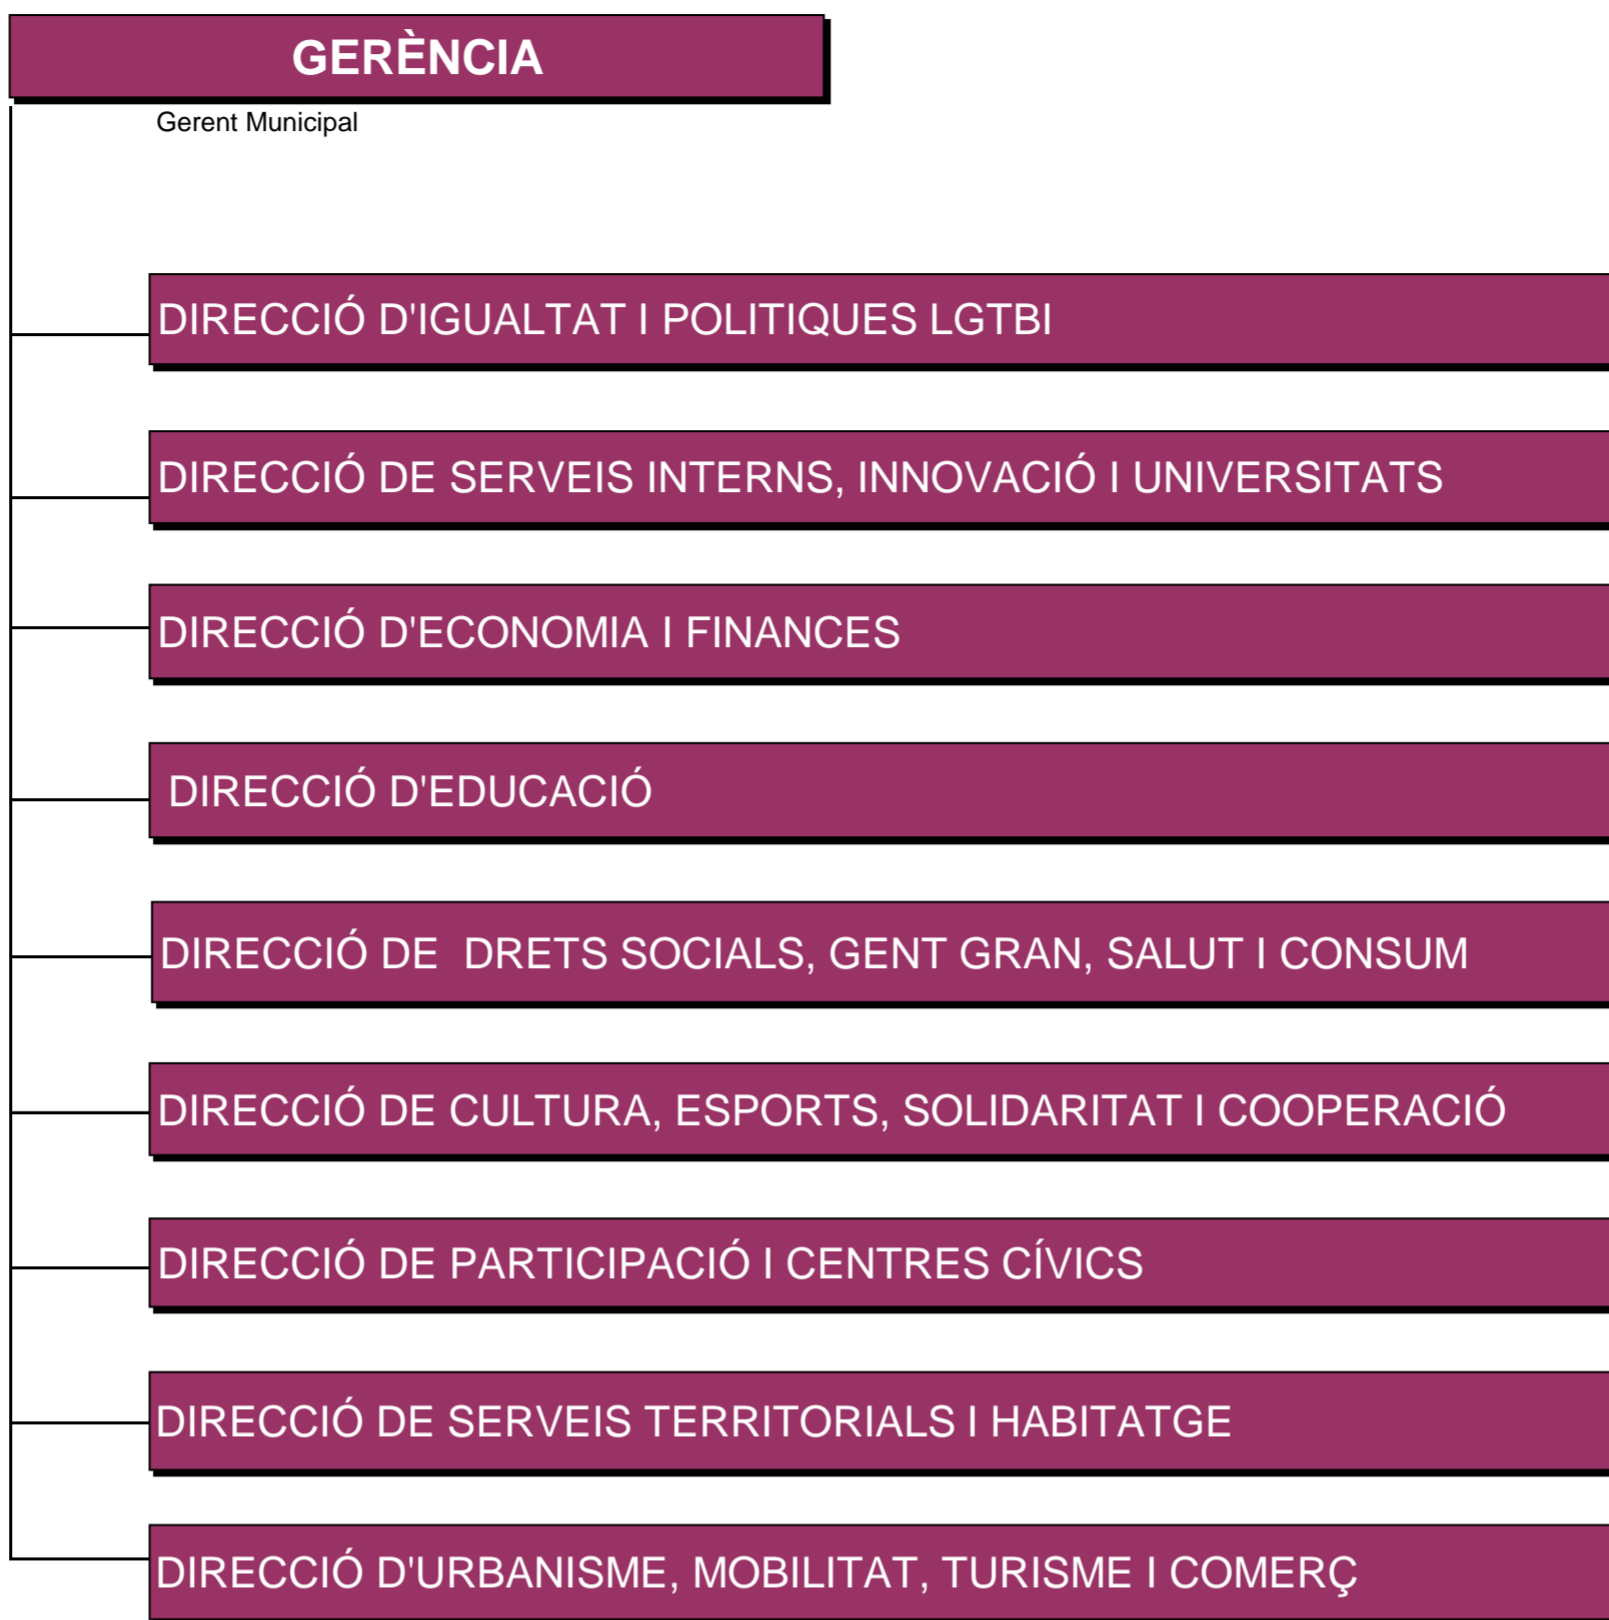 GERÈNCIA
Gerent Municipal
DIRECCIÓ D'IGUALTAT I POLITIQUES LGTBI
DIRECCIÓ DE SERVEIS INTERNS, INNOVACIÓ I UNIVERSITATS
DIRECCIÓ D'ECONOMIA I FINANCES
DIRECCIÓ D'EDUCACIÓ
DIRECCIÓ DE  DRETS SOCIALS, GENT GRAN, SALUT I CONSUM
DIRECCIÓ DE CULTURA, ESPORTS, SOLIDARITAT I COOPERACIÓ
DIRECCIÓ DE PARTICIPACIÓ I CENTRES CÍVICS
DIRECCIÓ DE SERVEIS TERRITORIALS I HABITATGE
DIRECCIÓ D'URBANISME, MOBILITAT, TURISME I COMERÇ